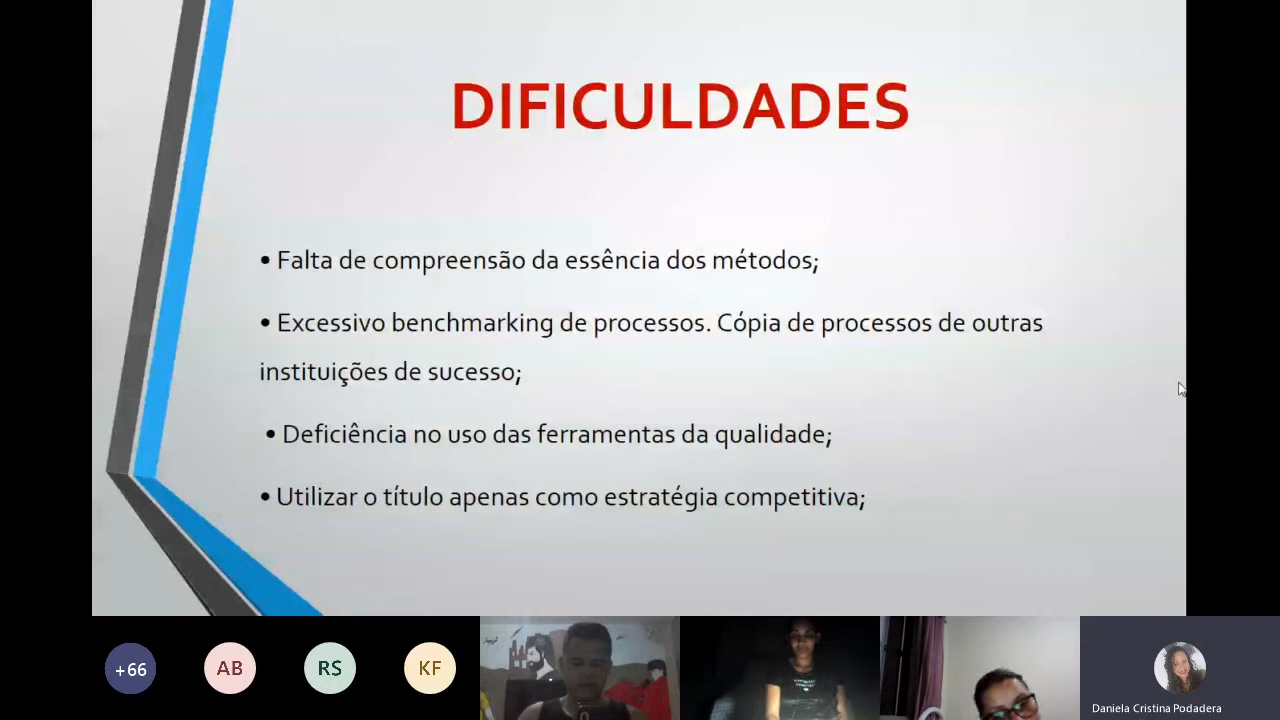 DIFICULDADES
• Falta de compreensão da essência dos métodos;
• Excessivo benchmarking de processos. Cópia de processos de outras
instituições de sucesso;
• Deficiência no uso das ferramentas da qualidade;
• Utilizar o título apenas como estratégia competitiva;
+66
AB
RS
KF
Daniela Cristina Podadera